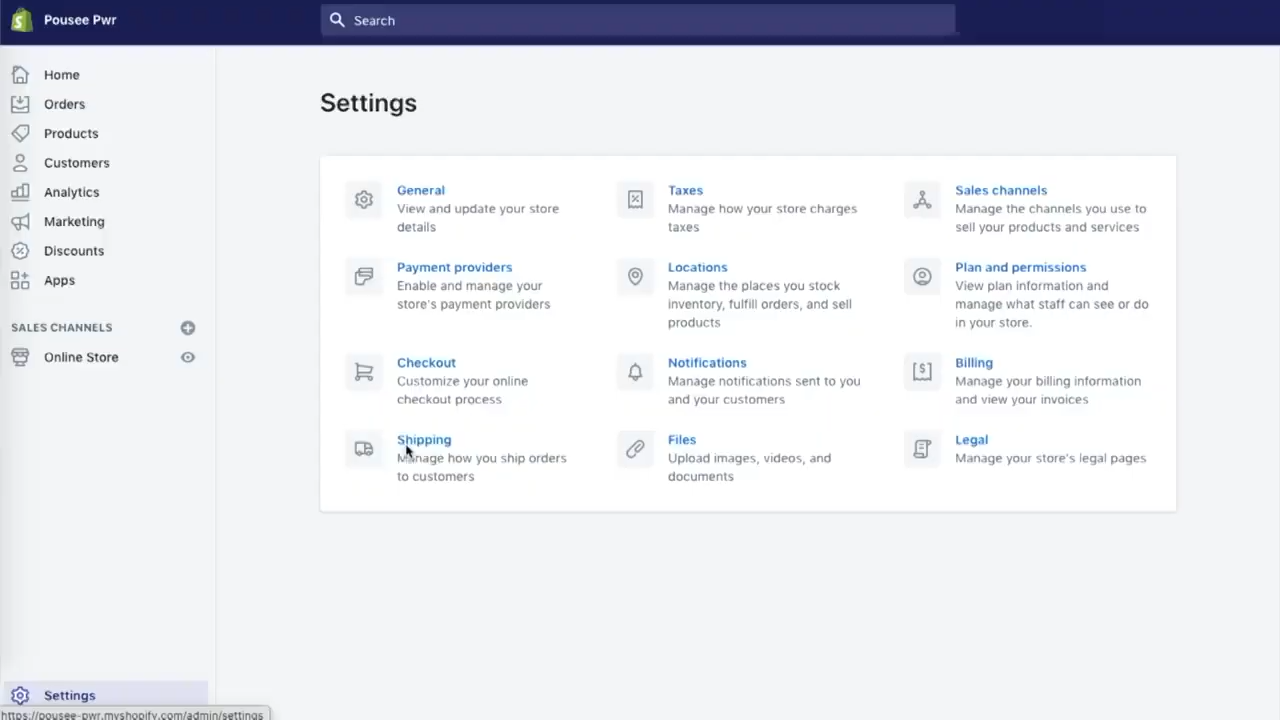 Pousee Pwr
Search
Home
Orders
Products
Customers
Analytics
Marketing
Discounts
Apps
SALES CHANNELS
Online Store
Settings
https://pousee-pwr.myshopify.com/admin/settings
Settings
General
View and update your store
details
Taxes
Manage how your store charges
taxes
Sales channels
Manage the channels you use to
sell your products and services
Payment providers
Enable and manage your
store's payment providers
Locations
Manage the places you stock
inventory, fulfill orders, and sell
products
Plan and permissions
View plan information and
manage what staff can see or do
in your store.
Checkout
Customize your online
checkout process
Notifications
Manage notifications sent to you
and your customers
Billing
Manage your billing information
and view your invoices
Shipping
Manage how you ship orders
to customers
Files
Upload images, videos, and
documents
Legal
Manage your store's legal pages